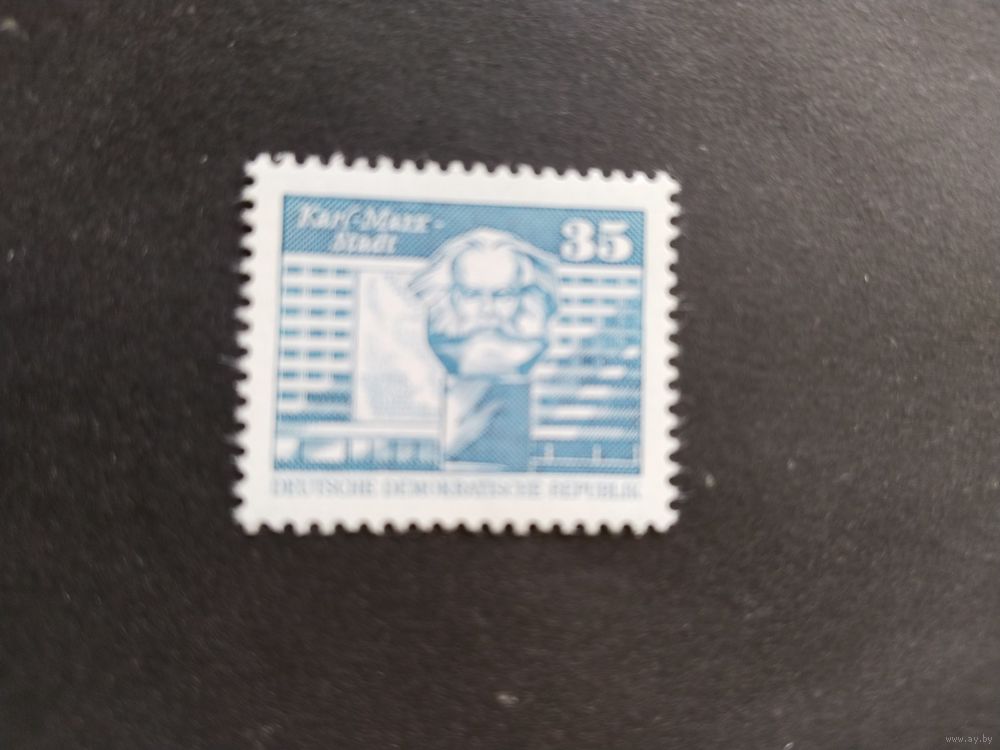 Karl-Marx-
Stadt
35
DEUTSCHE DEMOKRATISCHE REPUBLIK
www.ay.by